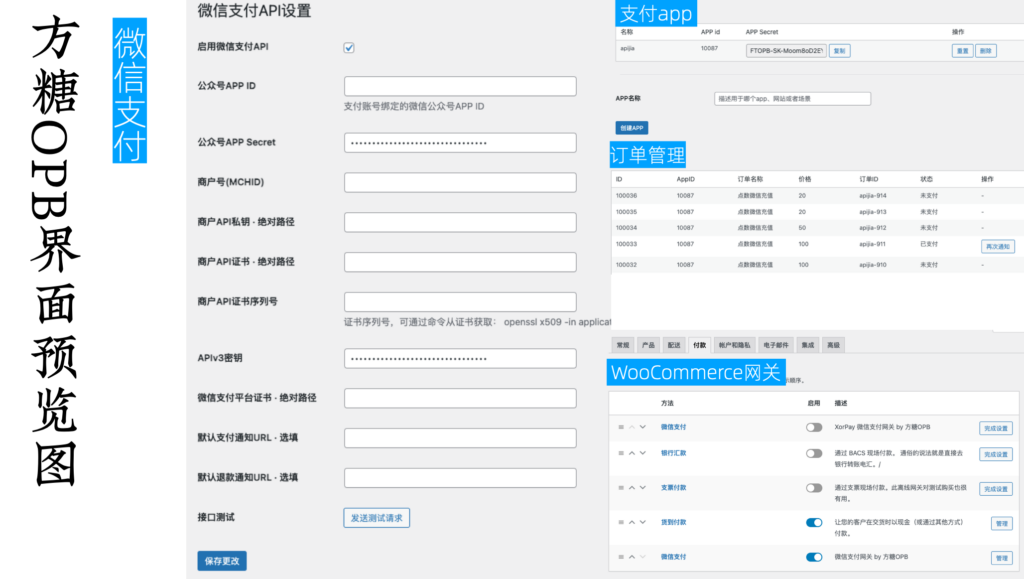 方糖OPB界面预览图
微信支付
微信支付API设置
启用微信支付API
公众号APP ID
支付账号绑定的微信公众号APP ID
公众号APP Secret
商户号(MCHID)
商户API私钥 - 绝对路径
商户API证书 - 绝对路径
商户API证书序列号
证书序列号，可通过命令从证书获取： openssl x509 -in applicat
APIv3密钥
微信支付平台证书 - 绝对路径
默认支付通知URL - 选填
默认退款通知URL - 选填
接口测试
发送测试请求
保存更改
支付app
名称 APP id APP Secret 操作
apijia 10087 FTOPB-SK-Moom8oD2E 复制 重置 删除
APP名称 描述用于哪个app、网站或者场景
创建APP
订单管理
ID AppID 订单名称 价格 订单ID 状态 操作
100036 10087 点数微信充值 20 apijia-914 未支付 -
100035 10087 点数微信充值 20 apijia-913 未支付 -
100034 10087 点数微信充值 50 apijia-912 未支付 -
100033 10087 点数微信充值 100 apijia-911 已支付 再次通知
100032 10087 点数微信充值 100 apijia-910 未支付 -
常规 产品 配送 付款 帐户和隐私 电子邮件 集成 高级
WooCommerce网关
顺序。
方法 启用 描述
微信支付 XorPay 微信支付网关 by 方糖OPB 完成设置
银行汇款 通过 BACS 现场付款。 通俗的说法就是直接去
银行转账电汇。/ 完成设置
支票付款 通过支票现场付款。此离线网关对测试购买也很
有用。 完成设置
货到付款 让您的客户在交货时以现金（或通过其他方式）
付款。 管理
微信支付 微信支付网关 by 方糖OPB 管理